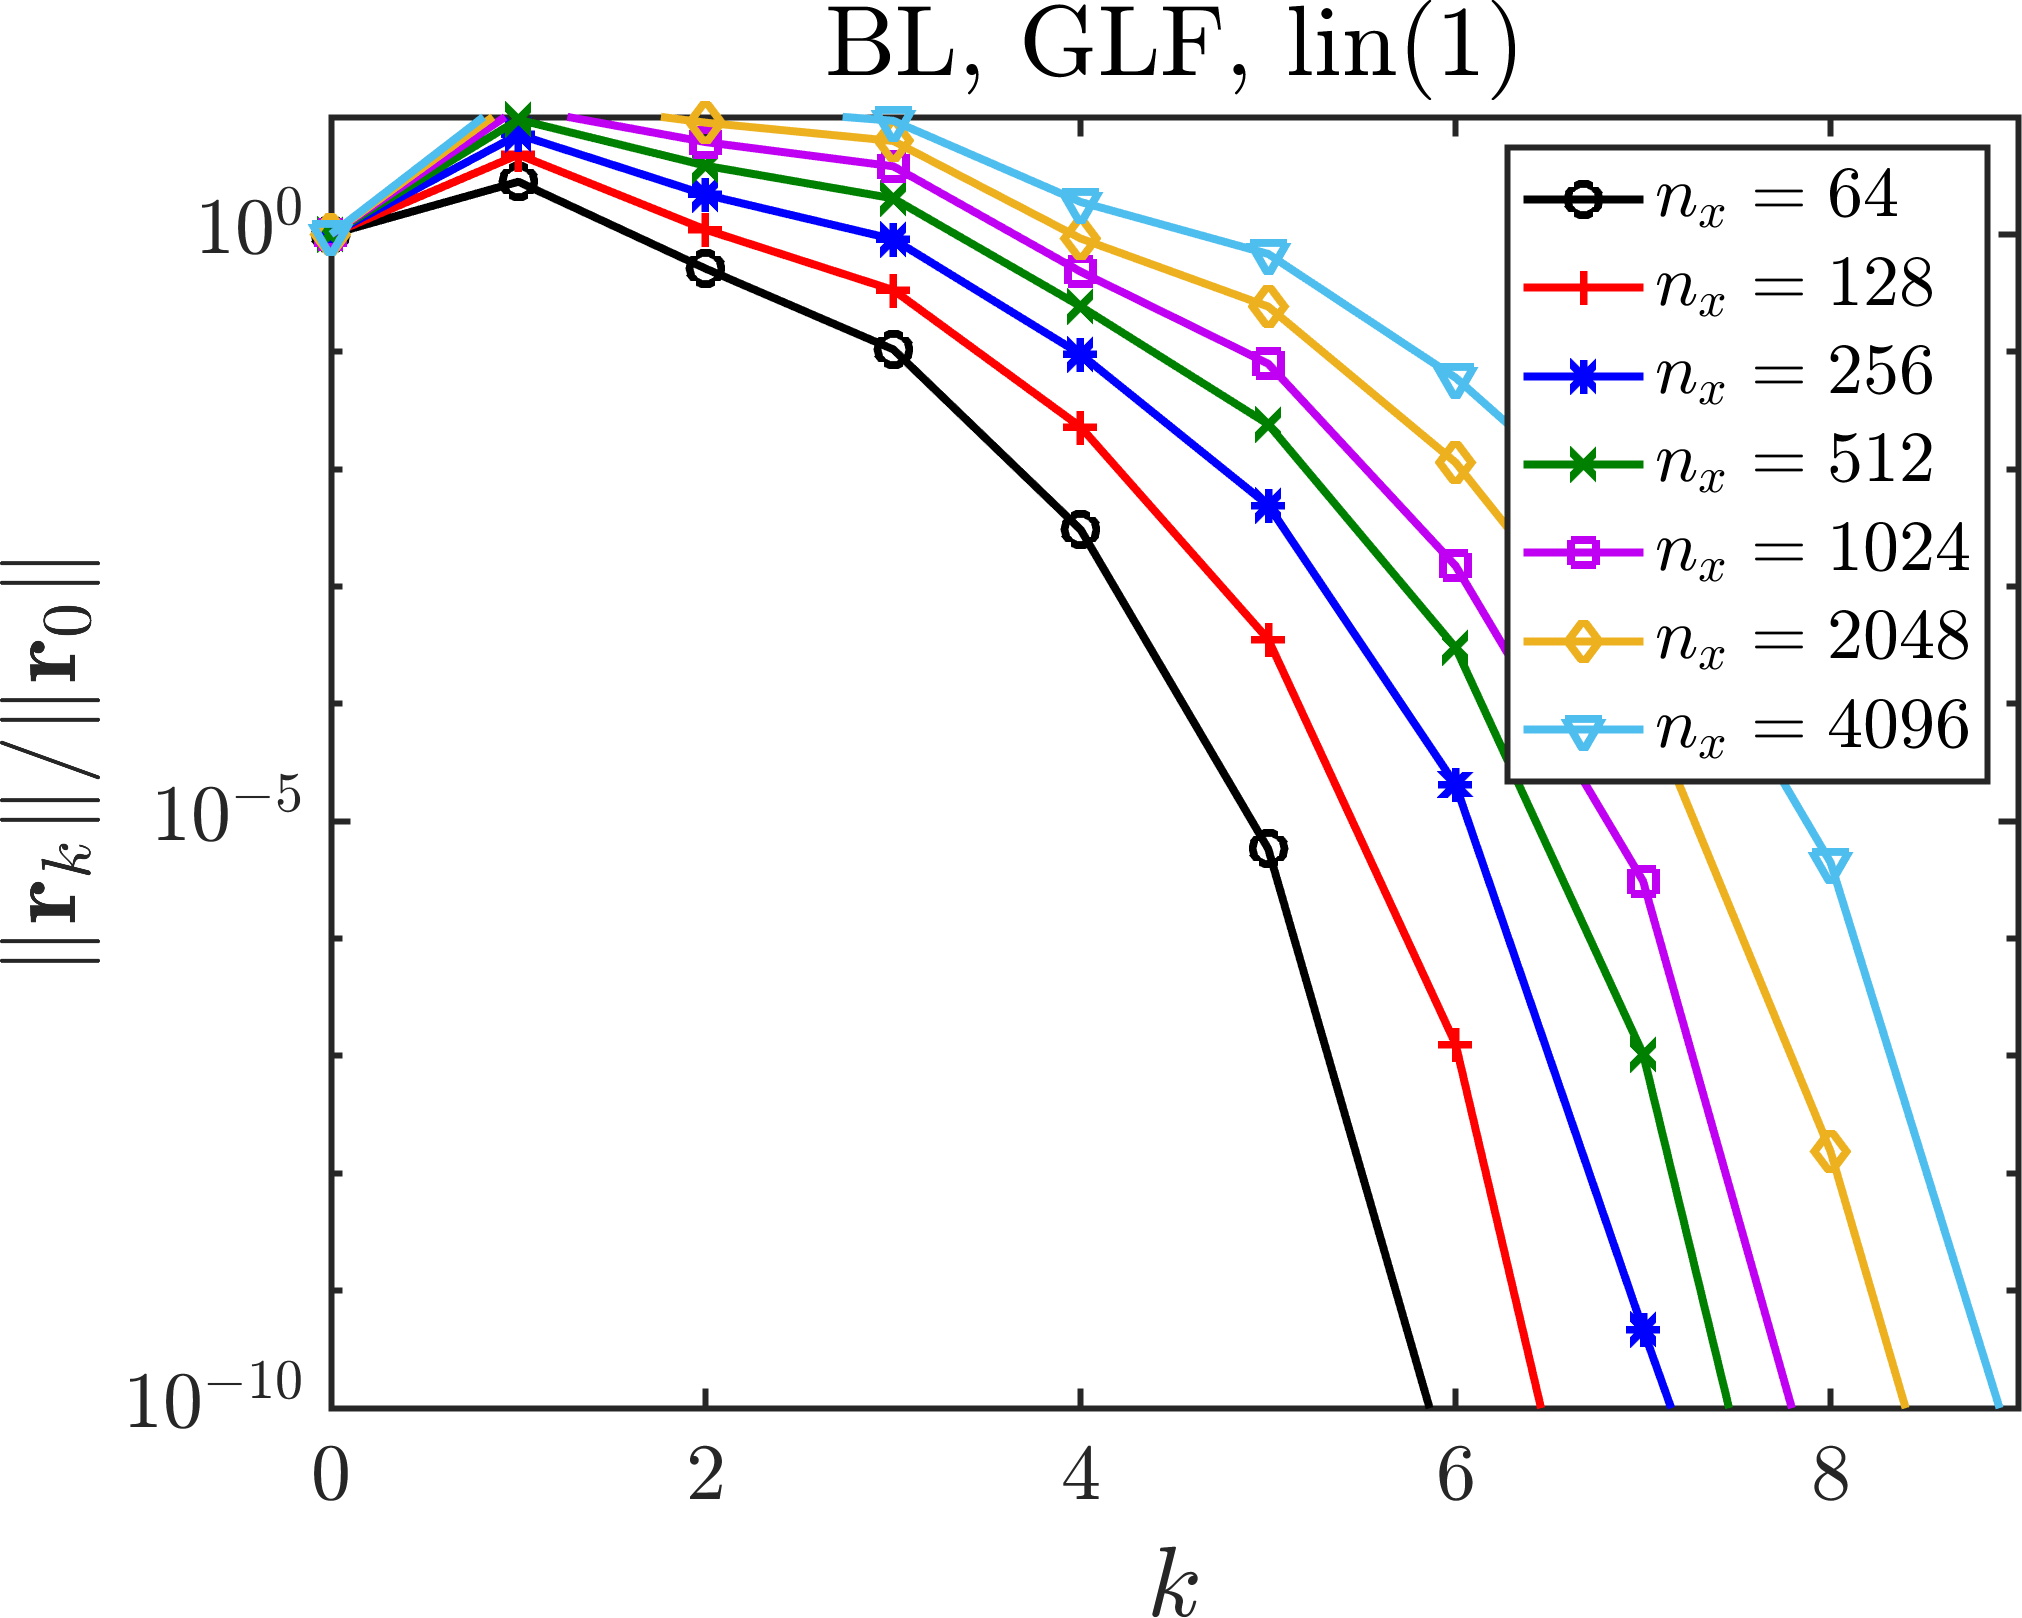 BL, GLF, lin(1)
‖r_k‖/‖r_0‖
10^0
10^{-5}
10^{-10}
0 2 4 6 8
k
n_x = 64
n_x = 128
n_x = 256
n_x = 512
n_x = 1024
n_x = 2048
n_x = 4096